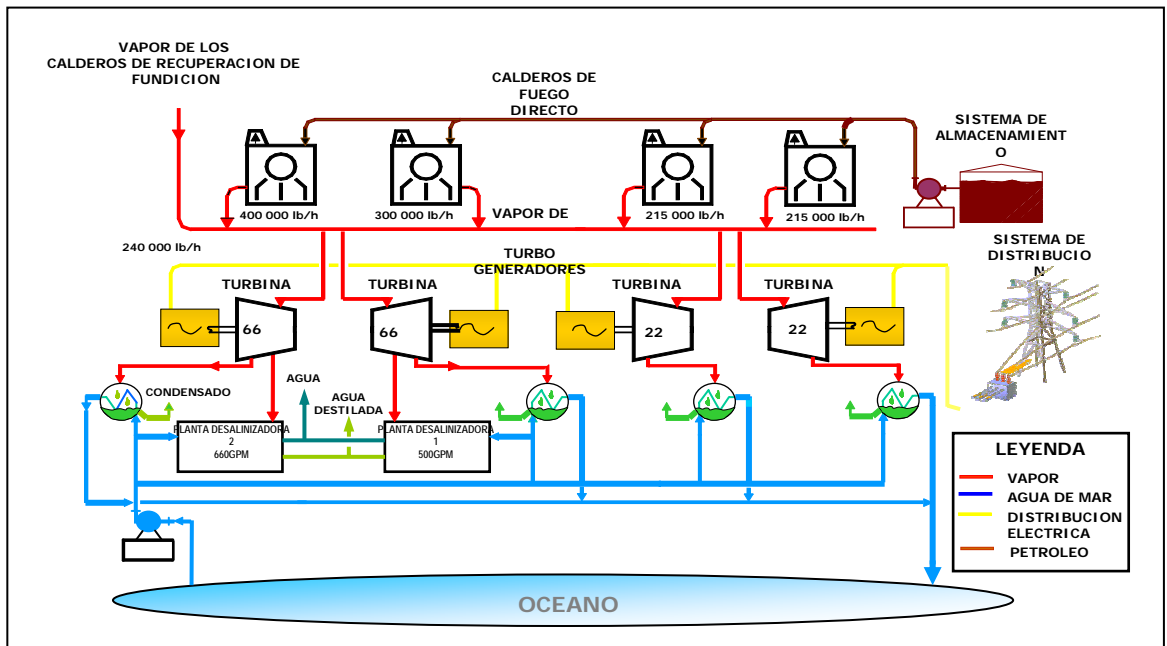 VAPOR DE LOS
CALDEROS DE RECUPERACION DE
FUNDICION
CALDEROS DE
FUEGO
DIRECTO
SISTEMA DE
ALMACENAMIENT
O
400 000 lb/h
300 000 lb/h
VAPOR DE
215 000 lb/h
215 000 lb/h
240 000 lb/h
TURBO
GENERADORES
SISTEMA DE
DISTRIBUCIO
N
TURBINA
TURBINA
TURBINA
TURBINA
66
66
22
22
CONDENSADO
AGUA
AGUA
DESTILADA
PLANTA DESALINIZADORA
2
660GPM
PLANTA DESALINIZADORA
1
500GPM
LEYENDA
VAPOR
AGUA DE MAR
DISTRIBUCION
ELECTRICA
PETROLEO
OCEANO